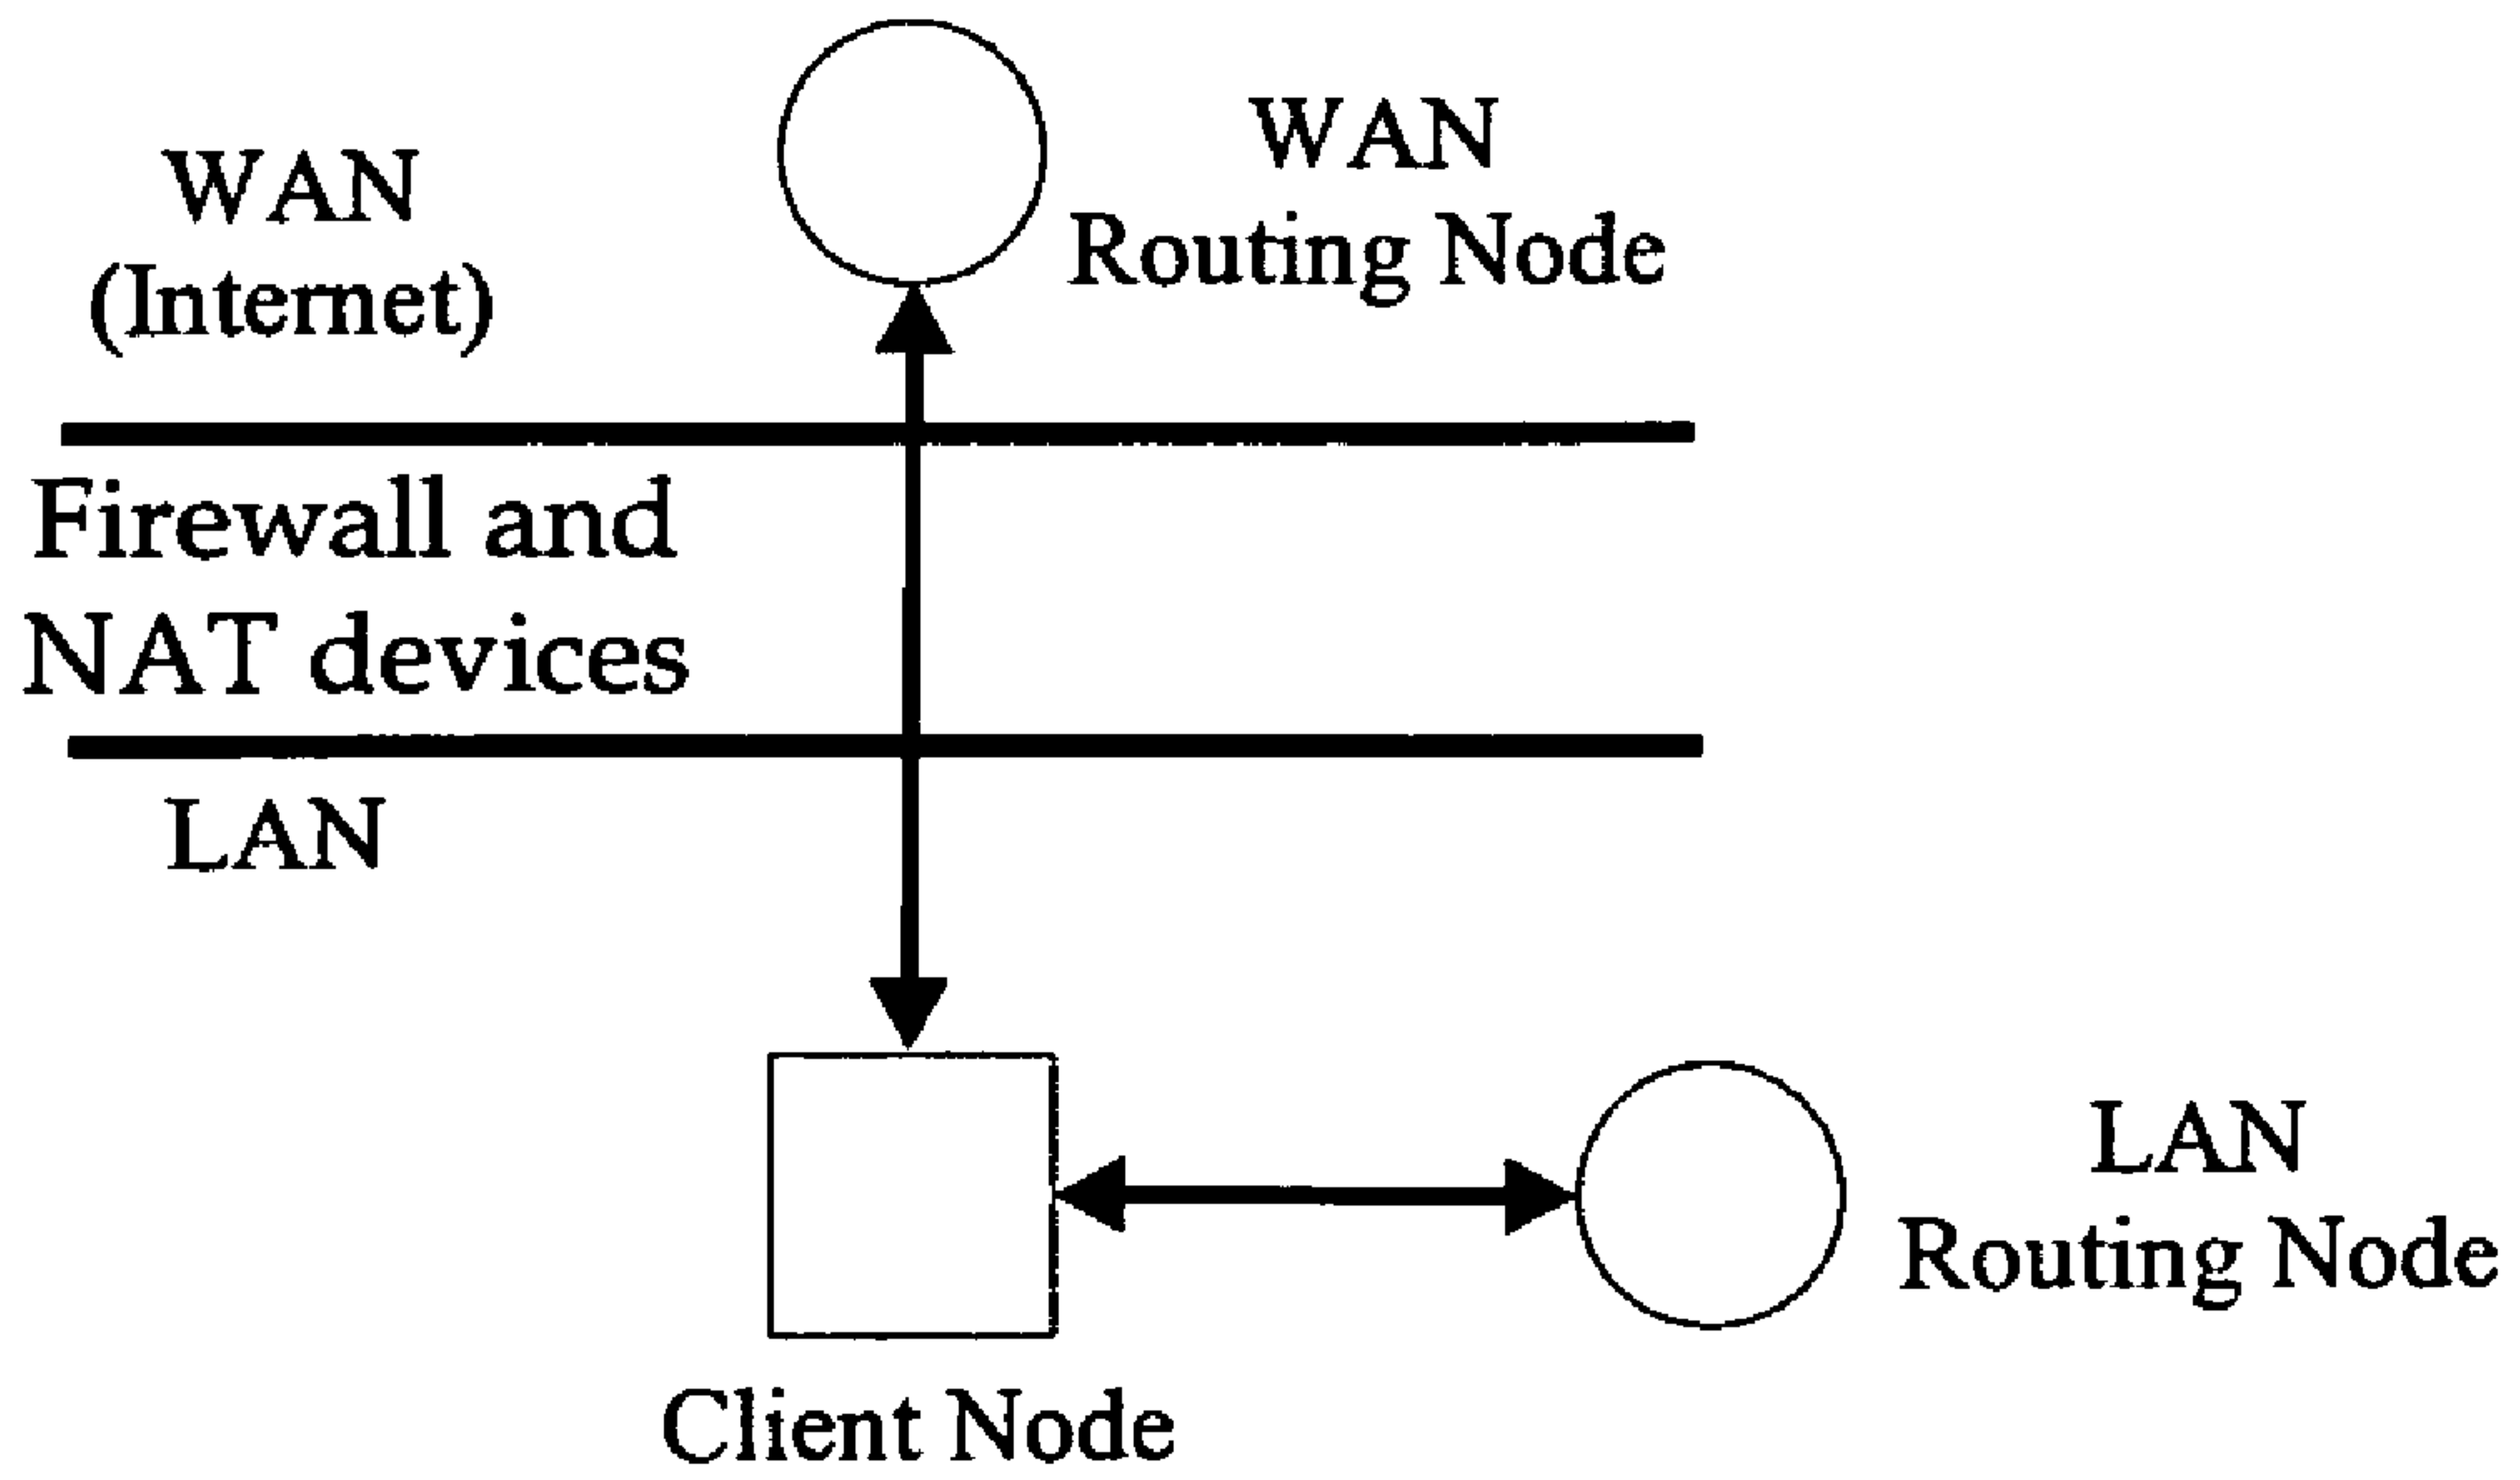 WAN
(Internet)
WAN
Routing Node
Firewall and
NAT devices
LAN
LAN
Routing Node
Client Node